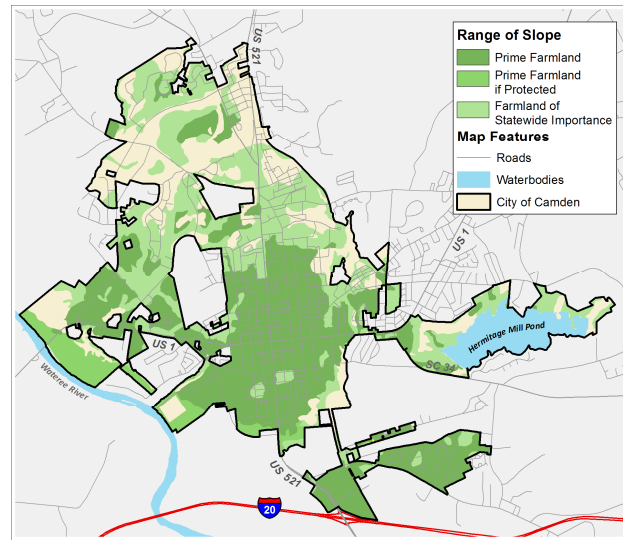 US 521
Range of Slope
Prime Farmland
Prime Farmland
if Protected
Farmland of
Statewide Importance
Map Features
Roads
Waterbodies
City of Camden
US 1
Hermitage Mill Pond
US 1
SC 34
Wateree River
US 521
20